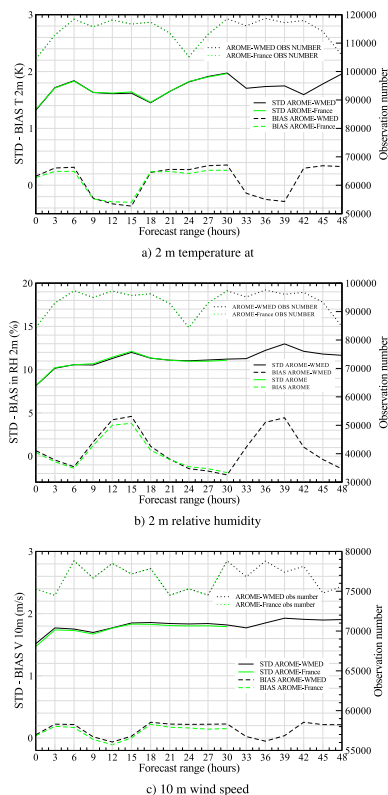 STD - BIAS T 2m (K)
3
2
1
0
120000
110000
100000
90000
80000
70000
60000
50000
Observation number
AROME-WMED OBS NUMBER
AROME-France OBS NUMBER
STD AROME-WMED
STD AROME-France
BIAS AROME-WMED
BIAS AROME-France
0 3 6 9 12 15 18 21 24 27 30 33 36 39 42 45 48
Forecast range (hours)
a) 2 m temperature at
STD - BIAS in RH 2m (%)
20
15
10
5
0
100000
90000
80000
70000
60000
50000
40000
30000
Observation number
AROME-WMED OBS NUMBER
AROME-France OBS NUMBER
STD AROME-WMED
BIAS AROME-WMED
STD AROME
BIAS AROME
0 3 6 9 12 15 18 21 24 27 30 33 36 39 42 45 48
Forecast range (hours)
b) 2 m relative humidity
STD - BIAS V 10m (m/s)
3
2
1
0
80000
75000
70000
65000
60000
55000
Observation number
AROME-WMED obs number
AROME-France obs number
STD AROME-WMED
STD AROME-France
BIAS AROME-WMED
BIAS AROME-France
0 3 6 9 12 15 18 21 24 27 30 33 36 39 42 45 48
Forecast range (hours)
c) 10 m wind speed